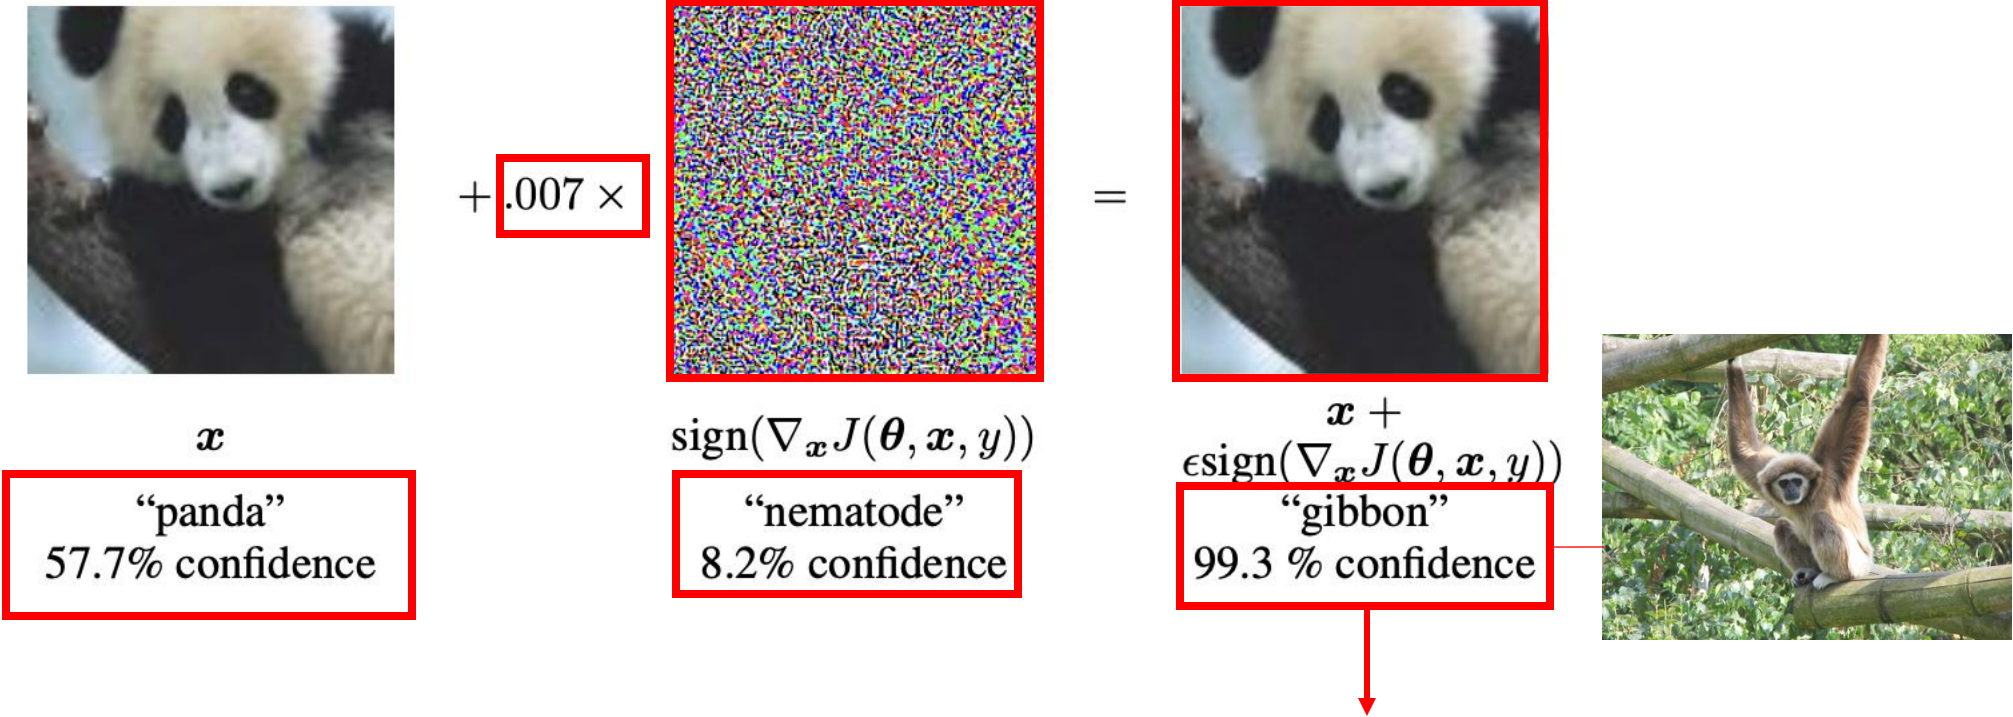 + .007 × =
x
sign(∇ₓJ(θ, x, y))
x +
ϵsign(∇ₓJ(θ, x, y))
“panda”
57.7% confidence
“nematode”
8.2% confidence
“gibbon”
99.3 % confidence